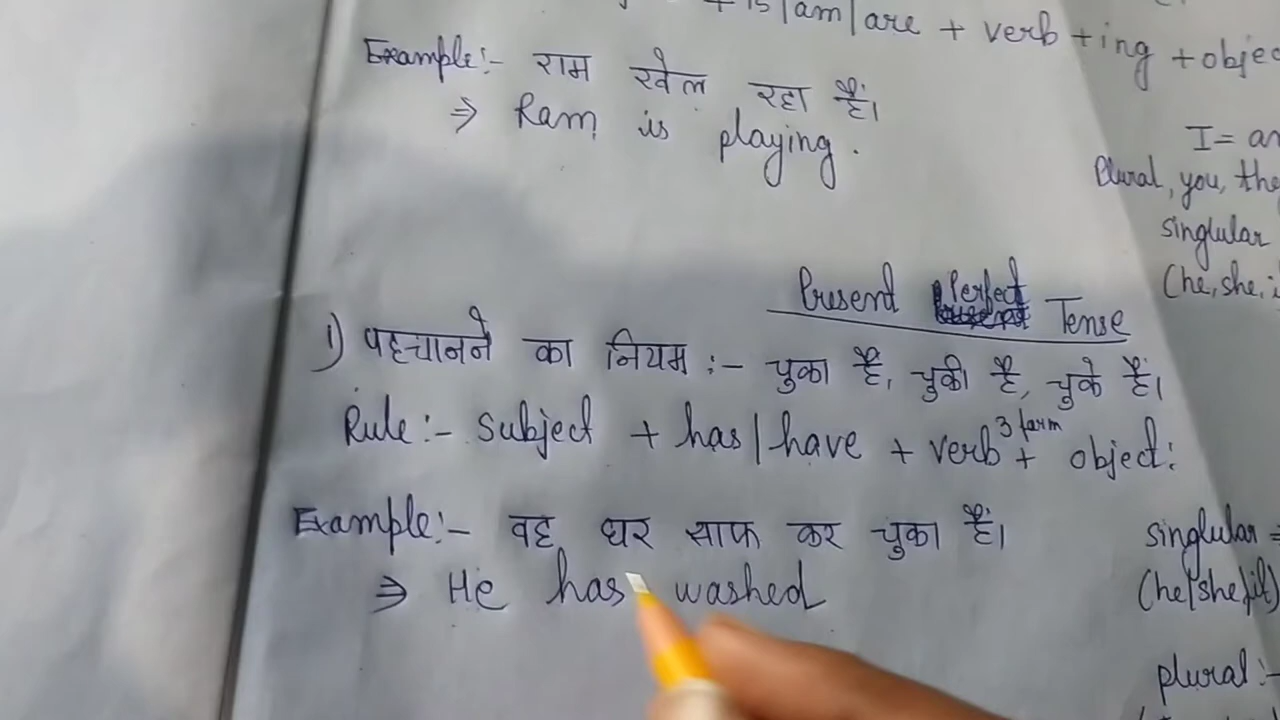 + is | am | are + verb + ing + objec
Example:- राम खेल रहा हैं।
⇒ Ram is playing.
I = am
Plural, you, the
singlular
(he, she, i
Present Perfect Tense
1) पहचानने का नियम :- चुका है, चुकी है, चुके हैं।
Rule:- Subject + has | have + verb 3 farm + object:
Example:- वह घर साफ कर चुका हैं।
⇒ He has washed
singlular =
(he/she/it)
plural :-